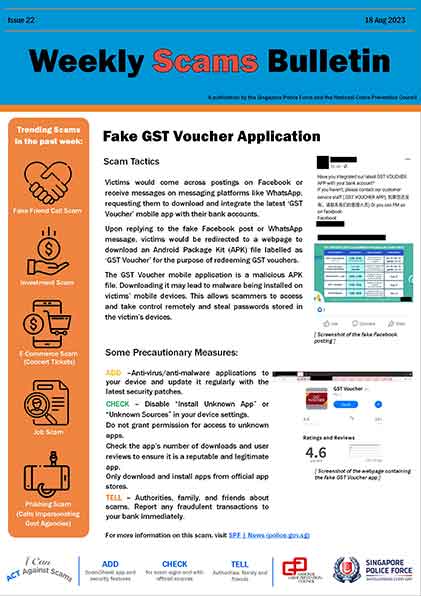 Issue 22
18 Aug 2023
Weekly Scams Bulletin
A publication by the Singapore Police Force and the National Crime Prevention Council
Trending Scams
in the past week:
Fake Friend Call Scam
Investment Scam
E-Commerce Scam
(Concert Tickets)
Job Scam
Phishing Scam
(Calls Impersonating
Govt Agencies)
Fake GST Voucher Application
Scam Tactics
Victims would come across postings on Facebook or
receive messages on messaging platforms like WhatsApp,
requesting them to download and integrate the latest ‘GST
Voucher’ mobile app with their bank accounts.
Upon replying to the fake Facebook post or WhatsApp
message, victims would be redirected to a webpage to
download an Android Package Kit (APK) file labelled as
‘GST Voucher’ for the purpose of redeeming GST vouchers.
The GST Voucher mobile application is a malicious APK
file. Downloading it may lead to malware being installed on
victims’ mobile devices. This allows scammers to access
and take control remotely and steal passwords stored in
the victim’s devices.
Have you integrated our latest GST VOUCHER
APP with your bank account?
If you haven't, please contact our customer
service staff [ GST VOUCHER APP],
Or you can PM us
on facebook
Facebook
Like
Comment
Share
[ Screenshot of the fake Facebook
posting ]
Some Precautionary Measures:
ADD –Anti-virus/anti-malware applications to
your device and update it regularly with the
latest security patches.
CHECK – Disable “Install Unknown App” or
“Unknown Sources” in your device settings.
Do not grant permission for access to unknown
apps.
Check the app’s number of downloads and user
reviews to ensure it is a reputable and legitimate
app.
Only download and install apps from official app
stores.
TELL – Authorities, family, and friends about
scams. Report any fraudulent transactions to
your bank immediately.
GST Voucher
Ratings and Reviews
4.6
[ Screenshot of the webpage containing
the fake GST Voucher app ]
For more information on this scam, visit SPF | News (police.gov.sg)
I Can
ACT Against Scams
ADD
ScamShield app and
security features
CHECK
for scam signs and with
official sources
TELL
Authorities, family and
friends
NATIONAL
CRIME PREVENTION
COUNCIL
SINGAPORE
POLICE FORCE
SAFEGUARDING EVERY DAY